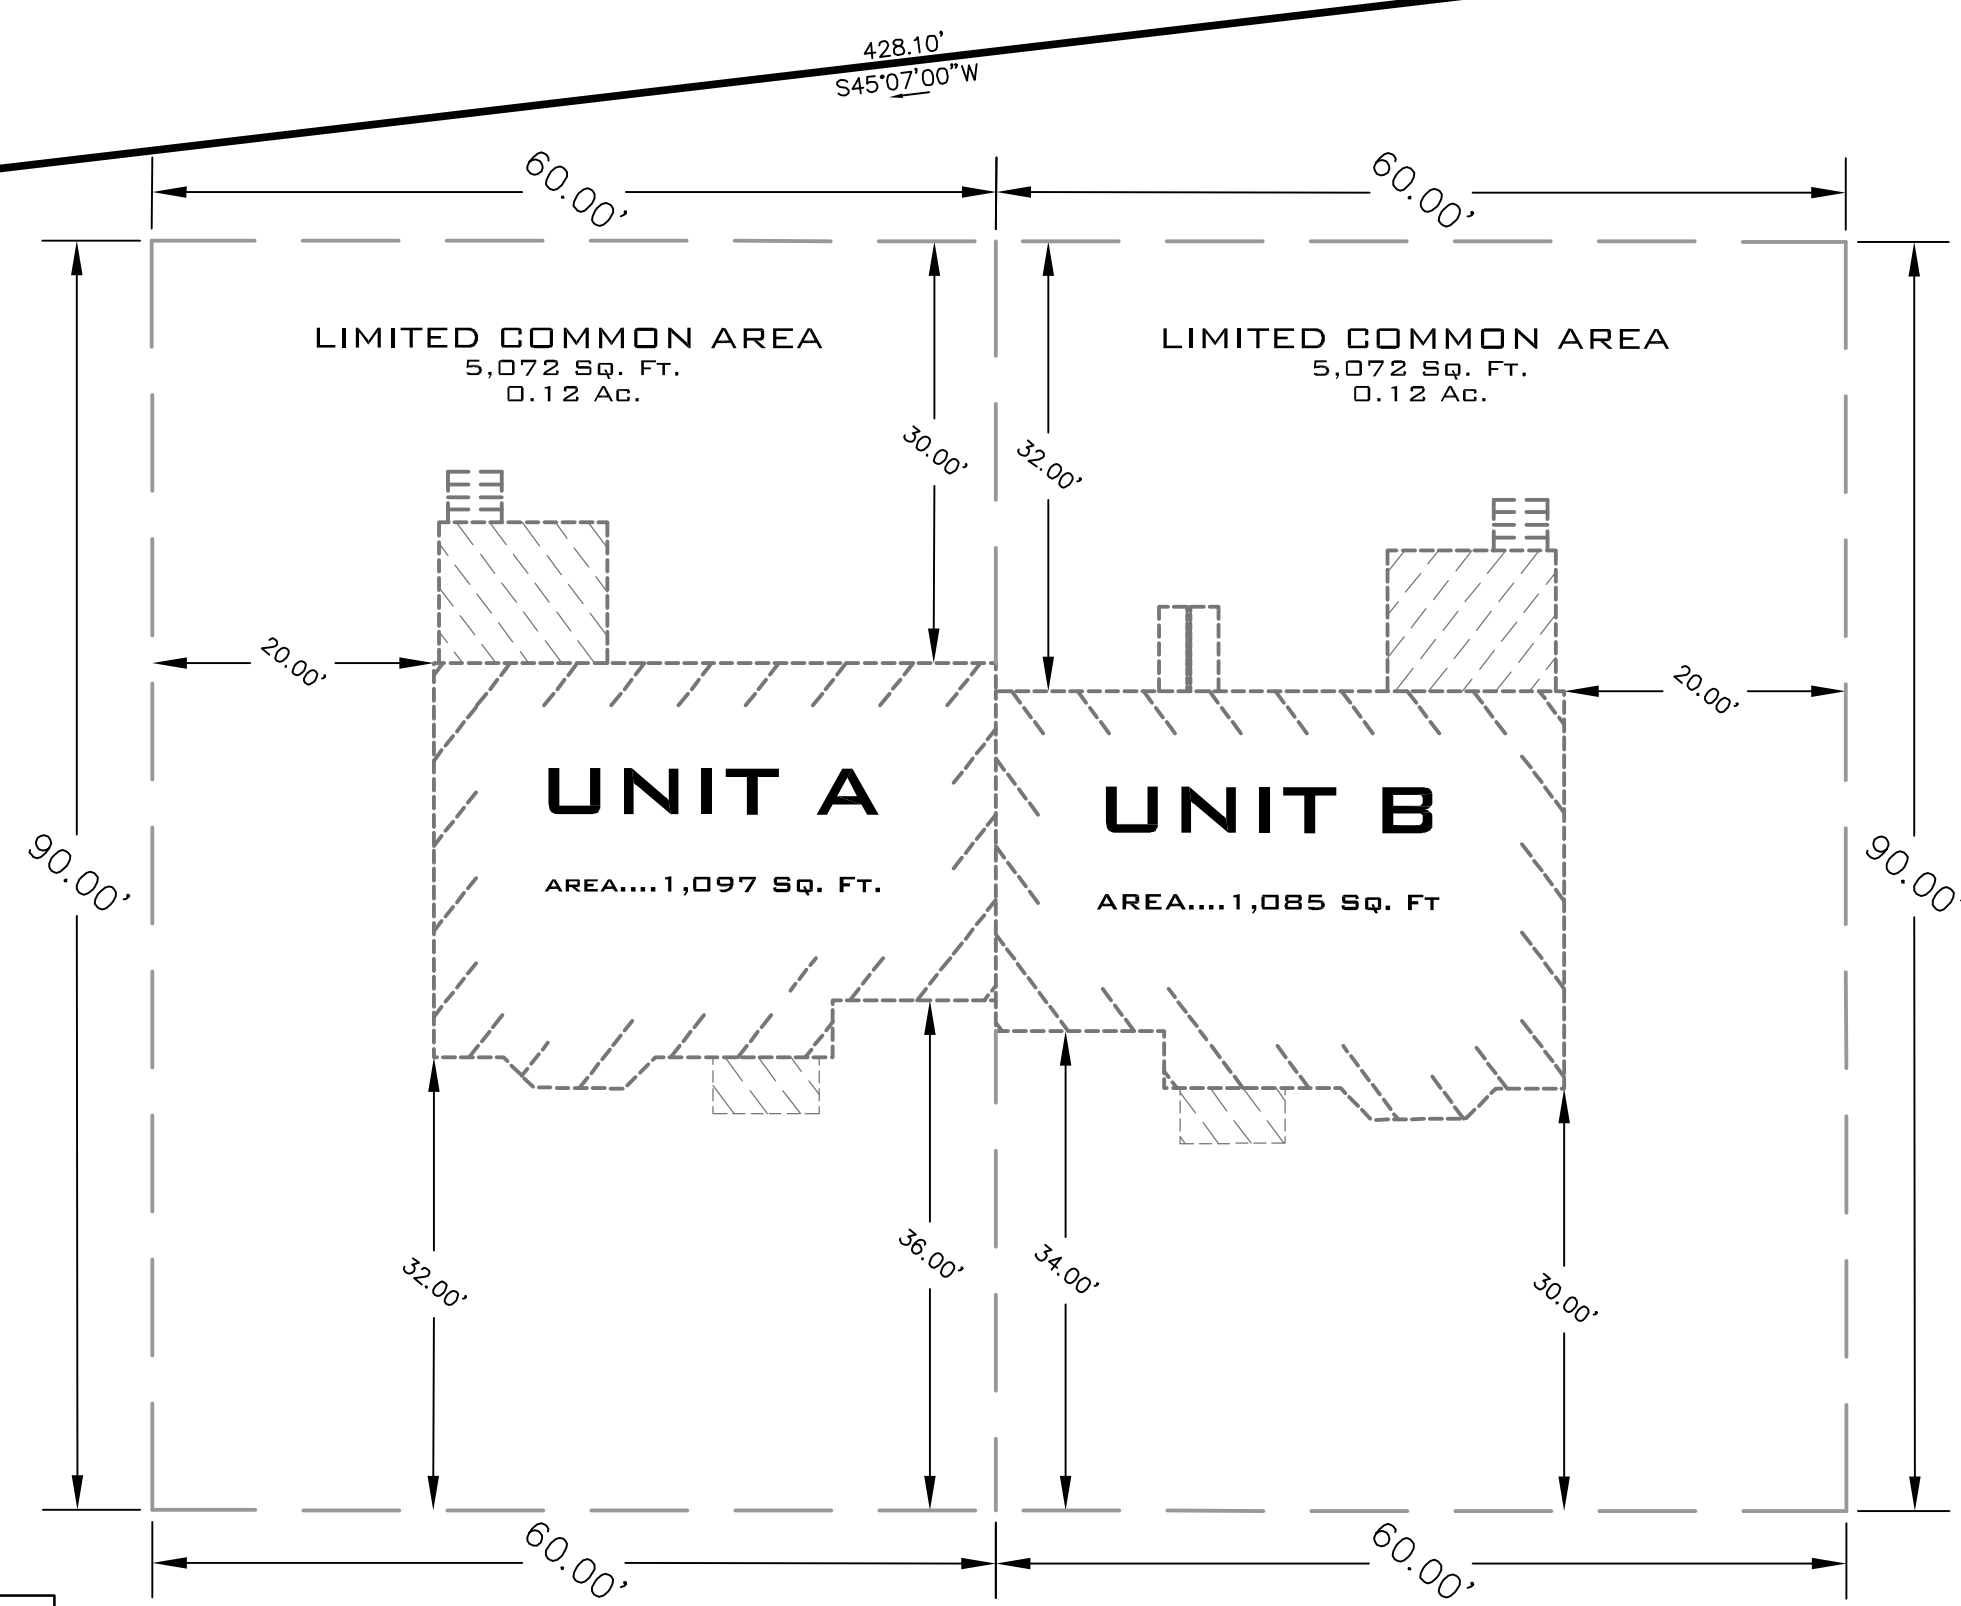 428.10'
S45°07'00"W
60.00'
60.00'
LIMITED COMMON AREA
5,072 SQ. FT.
0.12 AC.
LIMITED COMMON AREA
5,072 SQ. FT.
0.12 AC.
30.00'
32.00'
20.00'
20.00'
UNIT A
AREA....1,097 SQ. FT.
UNIT B
AREA....1,085 SQ. FT
90.00'
90.00'
32.00'
36.00'
34.00'
30.00'
60.00'
60.00'